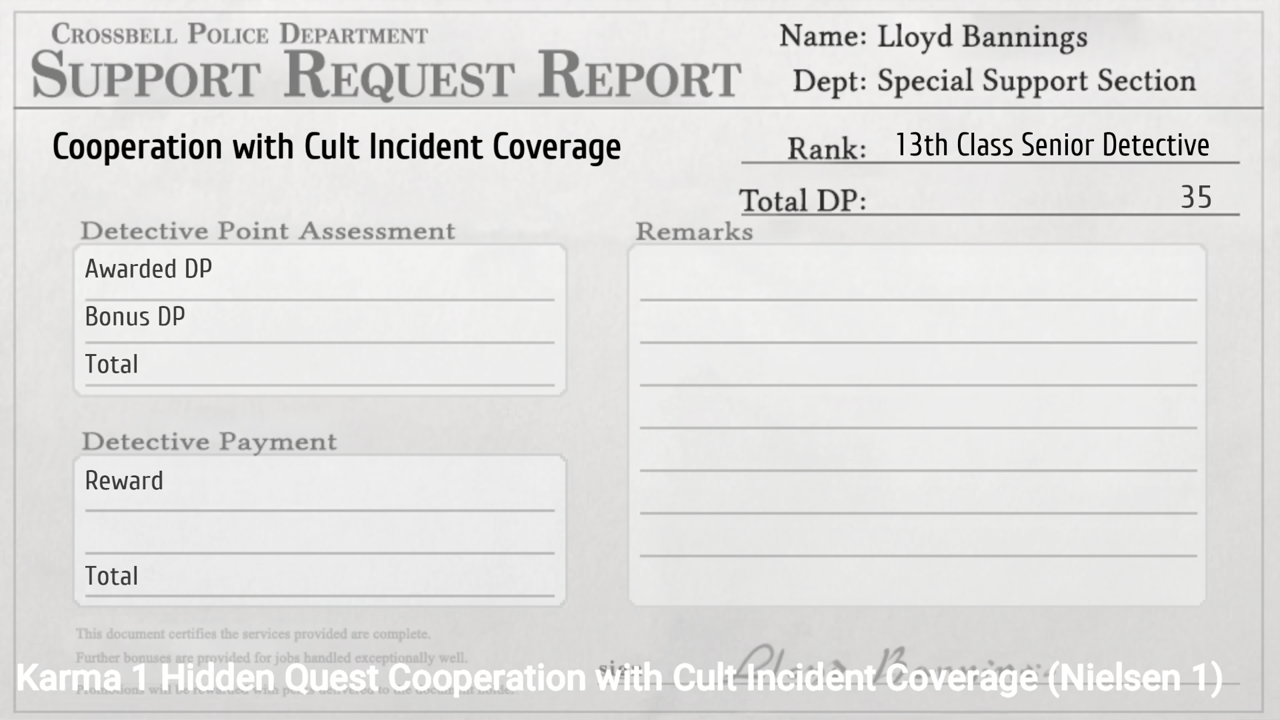 Crossbell Police Department
Support Request Report
Name: Lloyd Bannings
Dept: Special Support Section
Cooperation with Cult Incident Coverage
Rank: 13th Class Senior Detective
Total DP: 35
Detective Point Assessment
Awarded DP
Bonus DP
Total
Remarks
Detective Payment
Reward
Total
This document certifies the services provided are complete.
Further bonuses are provided for jobs handled exceptionally well.
sign Lloyd Bannings
Karma 1 Hidden Quest Cooperation with Cult Incident Coverage (Nielsen 1)